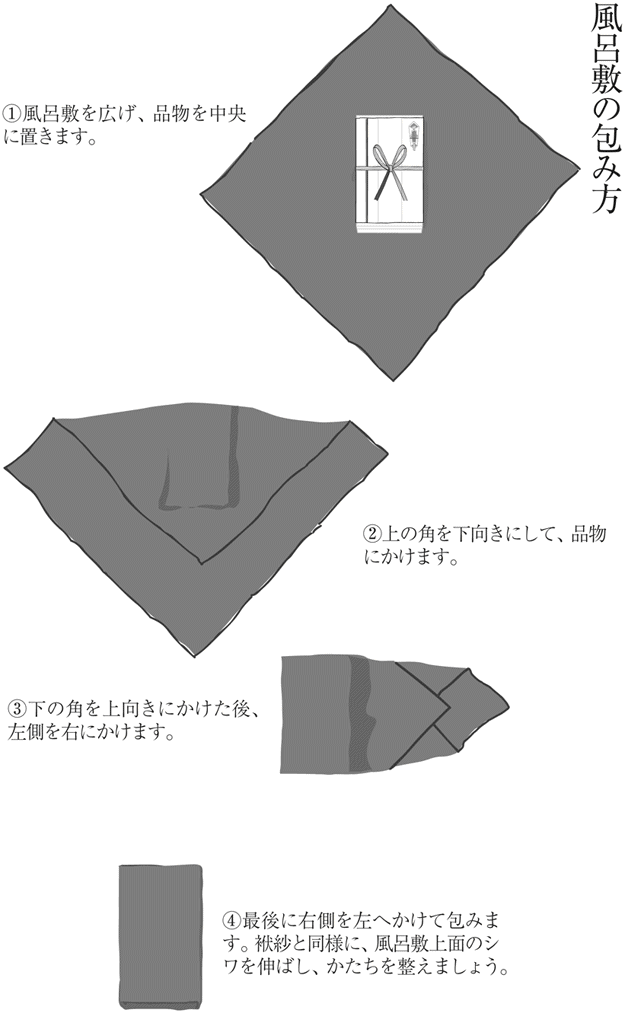 風呂敷の包み方
①風呂敷を広げ、品物を中央
に置きます。
②上の角を下向きにして、品物
にかけます。
③下の角を上向きにかけた後、
左側を右にかけます。
④最後に右側を左へかけて包みま
す。袱紗と同様に、風呂敷上面のシ
ワを伸ばし、かたちを整えましょう。